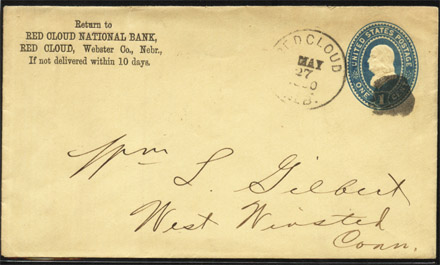 Return to
RED CLOUD NATIONAL BANK,
RED CLOUD, Webster Co., Nebr.,
If not delivered within 10 days.
RED CLOUD
MAY
27
UNITED STATES POSTAGE
ONE
1
Wm L. Gilbert
West Winsted
Conn.